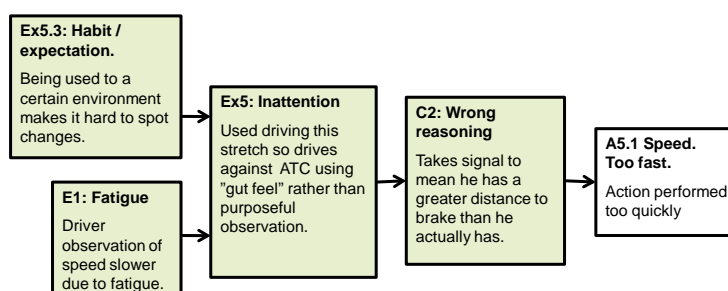 Ex5.3: Habit /
expectation.
Being used to a
certain environment
makes it hard to spot
changes.
E1: Fatigue
Driver
observation of
speed slower
due to fatigue.
Ex5: Inattention
Used driving this
stretch so drives
against  ATC using
”gut feel” rather than
purposeful
observation.
C2: Wrong
reasoning
Takes signal to
mean he has a
greater distance to
brake than he
actually has.
A5.1 Speed.
Too fast.
Action performed
too quickly